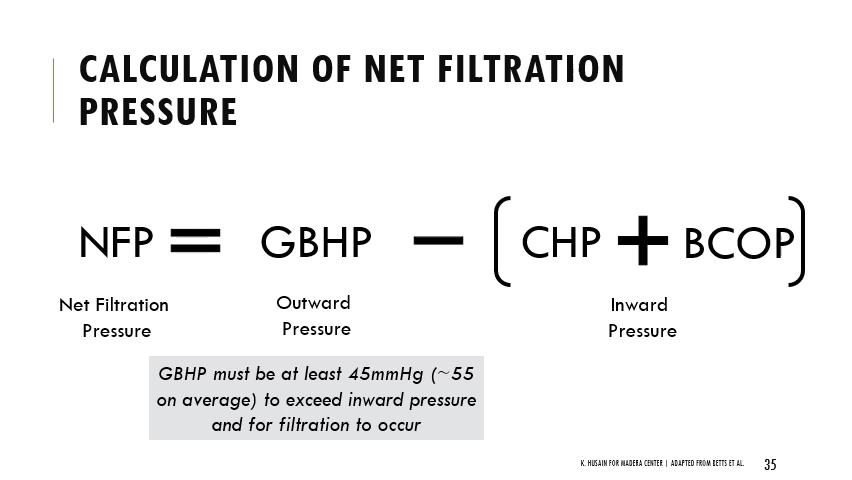 CALCULATION OF NET FILTRATION
PRESSURE
NFP = GBHP – [CHP + BCOP]
Net Filtration
Pressure
Outward
Pressure
Inward
Pressure
GBHP must be at least 45mmHg (~55
on average) to exceed inward pressure
and for filtration to occur
K. HUSAIN FOR MADERA CENTER | ADAPTED FROM BETTS ET AL.
35